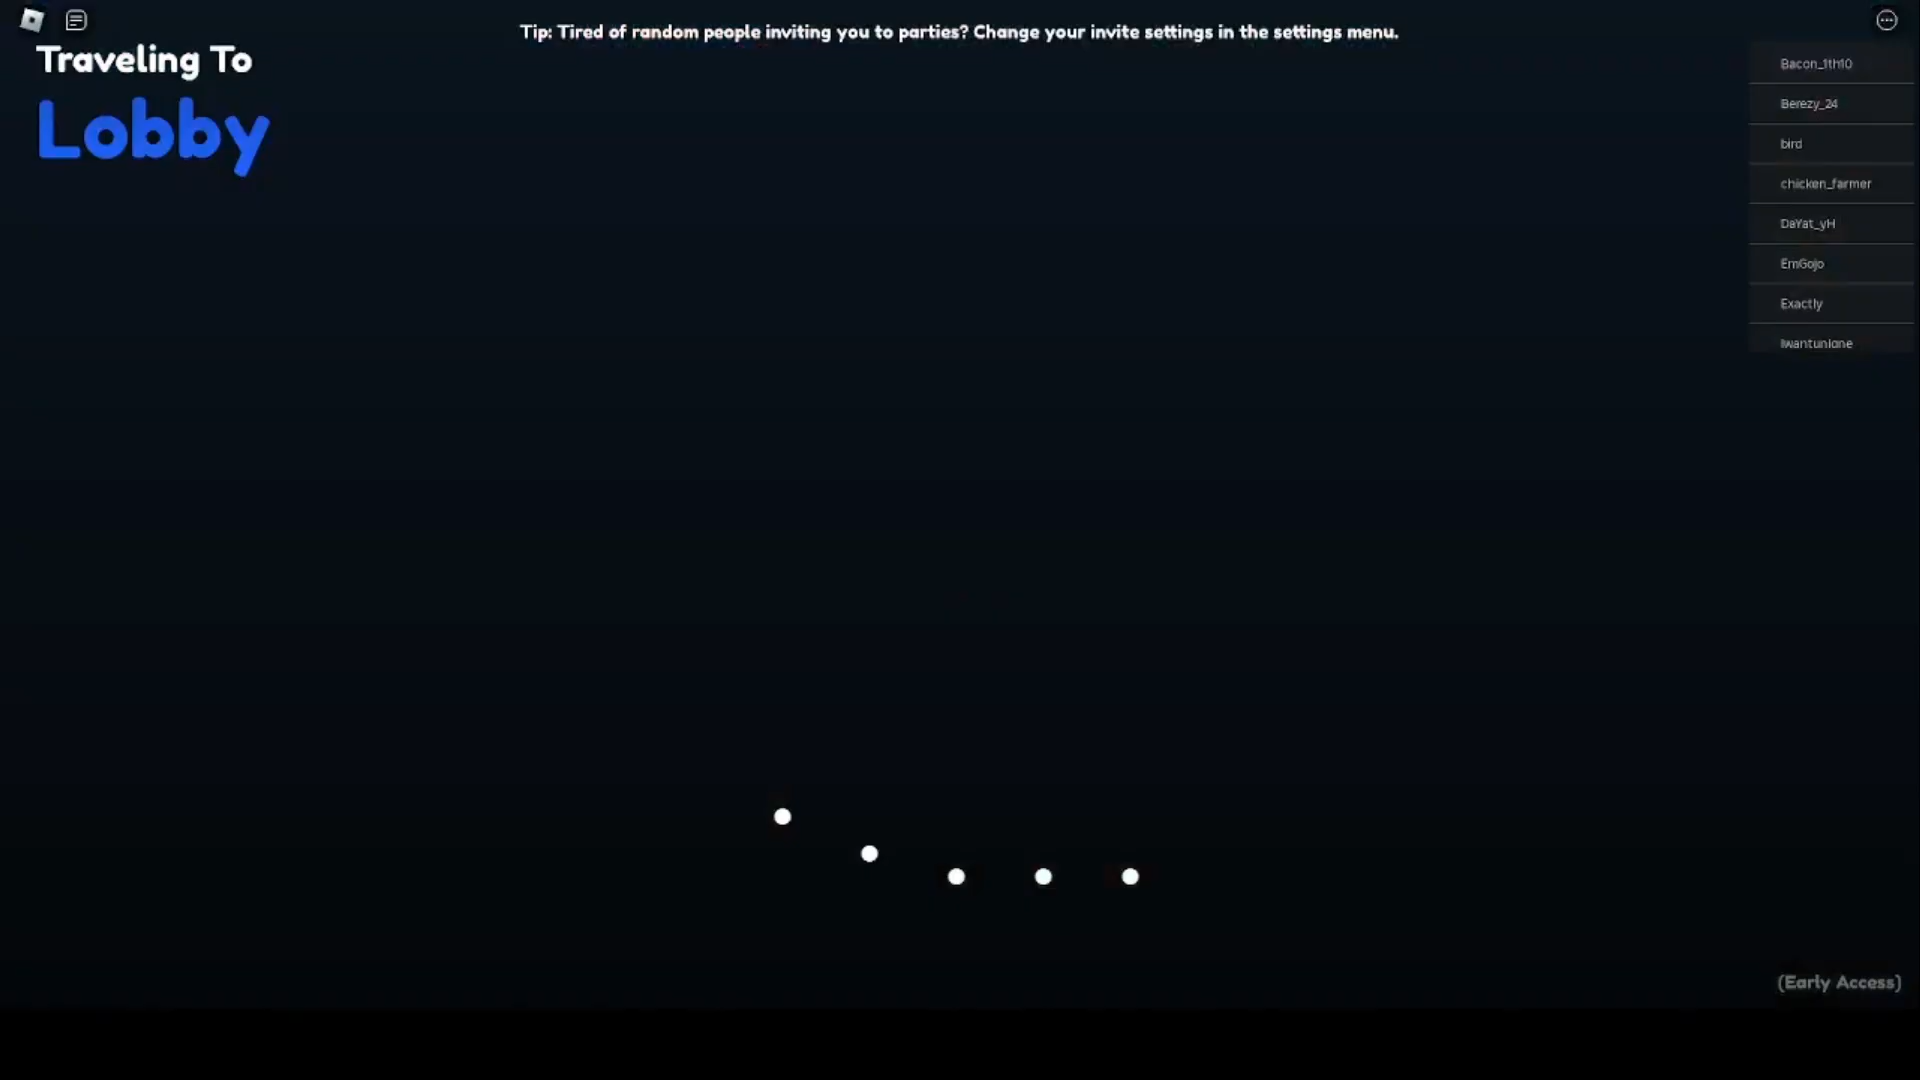 Tip: Tired of random people inviting you to parties? Change your invite settings in the settings menu.
Traveling To
Lobby
Bacon_1th10
Berezy_24
bird
chicken_farmer
DaYat_yH
EmGojo
Exactly
(Early Access)